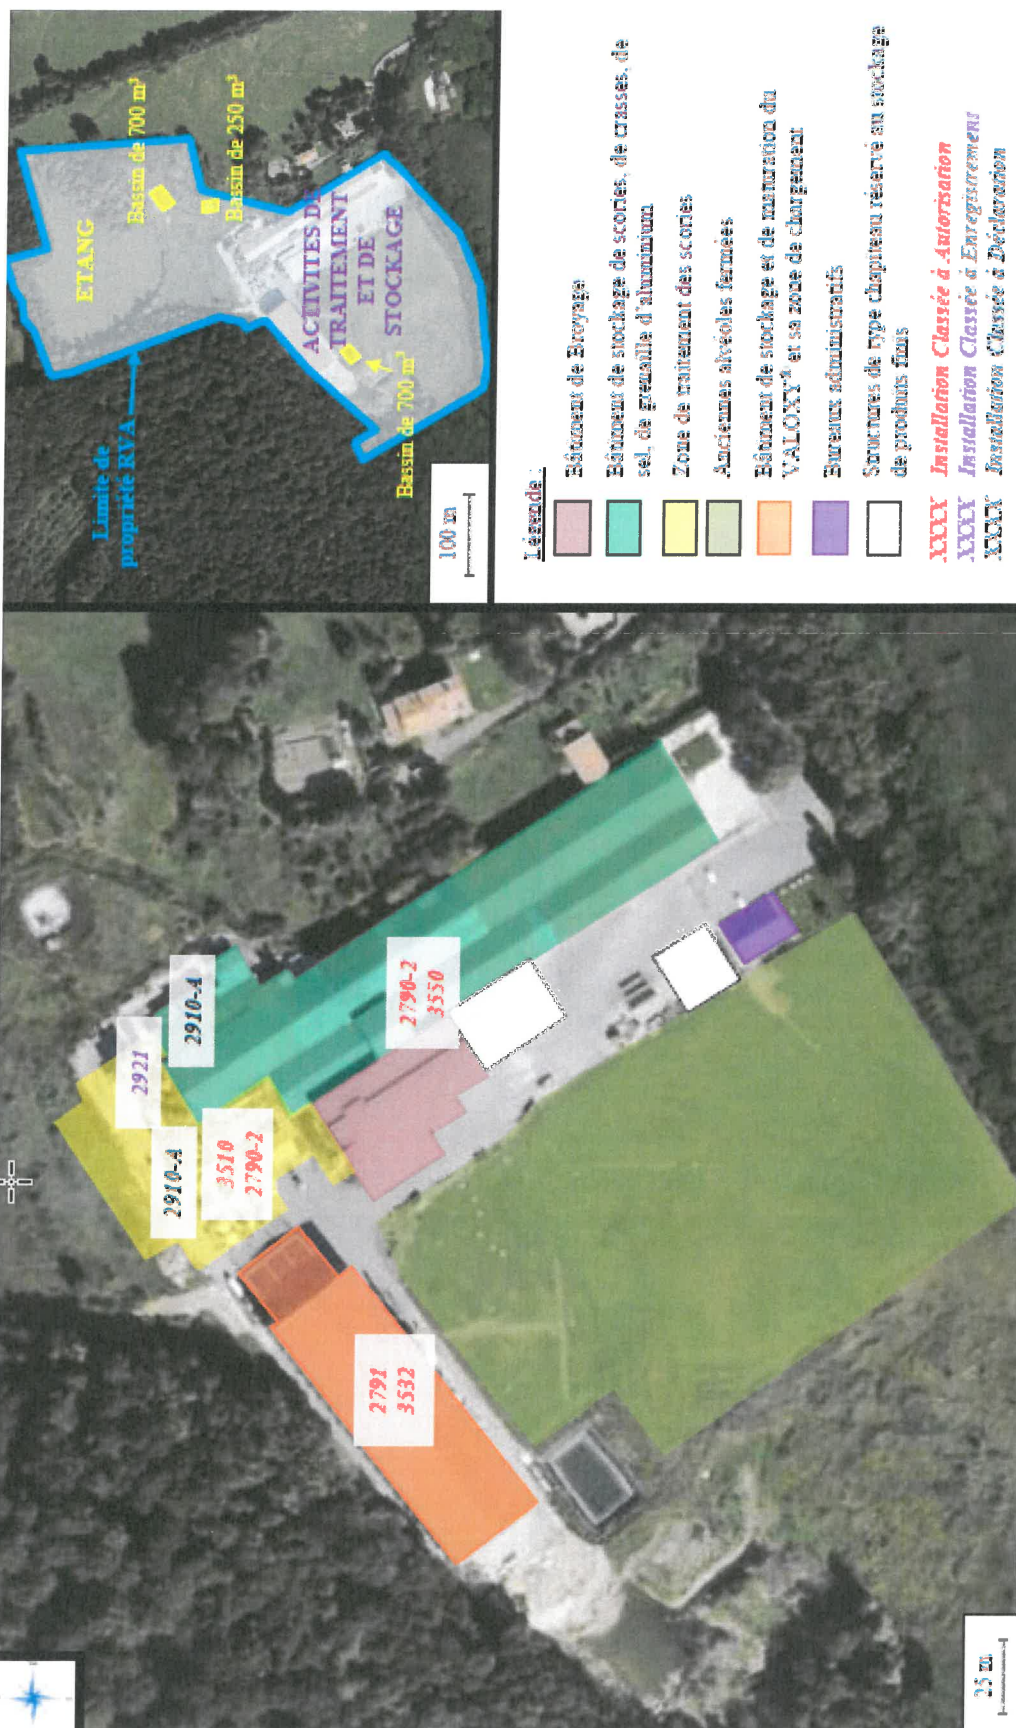 Limite de
propriété RVA
ETANG
Bassin de 700 m³
Bassin de 250 m³
ACTIVITES DE
TRAITEMENT
ET DE
STOCKAGE
Bassin de 700 m³
100 m
Légende :
Bâtiment de Broyage
Bâtiment de stockage de scories, de crasses, de
sel, de grenaille d'aluminium
Zone de traitement des scories
Anciennes alvéoles fermées
Bâtiment de stockage et de maturation du
VALOXY® et sa zone de chargement
Bureaux administratifs
Structures de type chapiteau réservé au stockage
de produits finis
XXXX Installation Classée à Autorisation
XXXX Installation Classée à Enregistrement
XXXX Installation Classée à Déclaration
2921
2910-A
2910-A
3510
2790-2
2790-2
3550
2791
3532
25 m